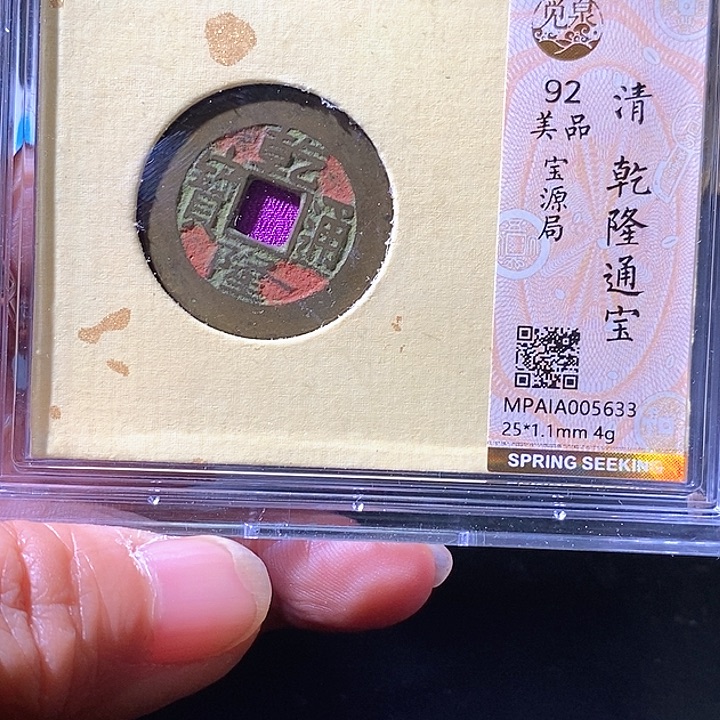 觉泉
92
美品
宝源局
清 乾隆通宝
MPAIA005633
25*1.1mm 4g
SPRING SEEKING
乾隆通寶